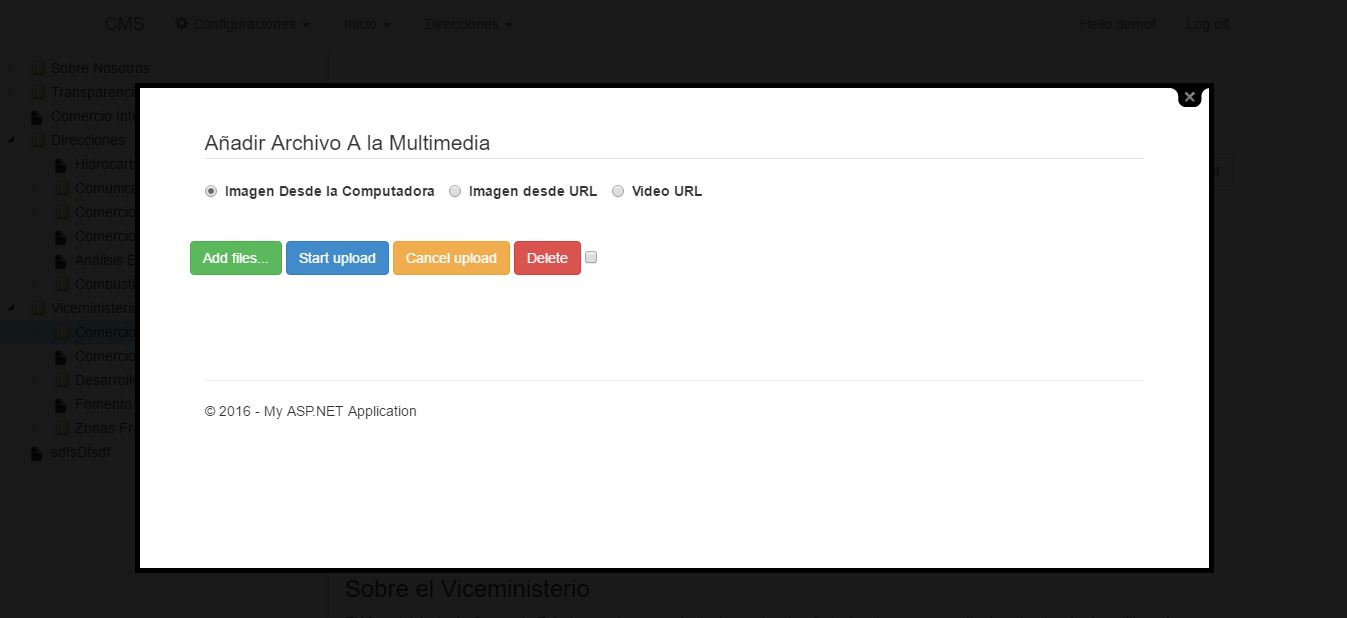 CMS Configuraciones Inicio Direcciones Hello demo! Log off
Sobre Nosotros
Transparenci
Comercio Inte
Direcciones
Hidrocarb
Comunica
Comercio
Comercio
Análisis E
Combusti
Viceministerio
Comercio
Comercio
Desarrollo
Fomento
Zonas Fra
sdfsDfsdf
Añadir Archivo A la Multimedia
Imagen Desde la Computadora Imagen desde URL Video URL
Add files... Start upload Cancel upload Delete
© 2016 - My ASP.NET Application
Sobre el Viceministerio